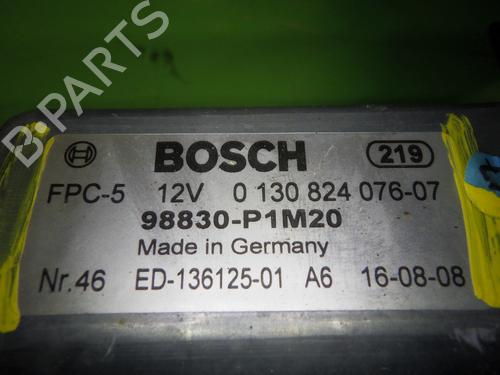 B-PARTS
BOSCH 219
FPC-5 12V 0 130 824 076-07
98830-P1M20
Made in Germany
Nr.46 ED-136125-01 A6 16-08-08